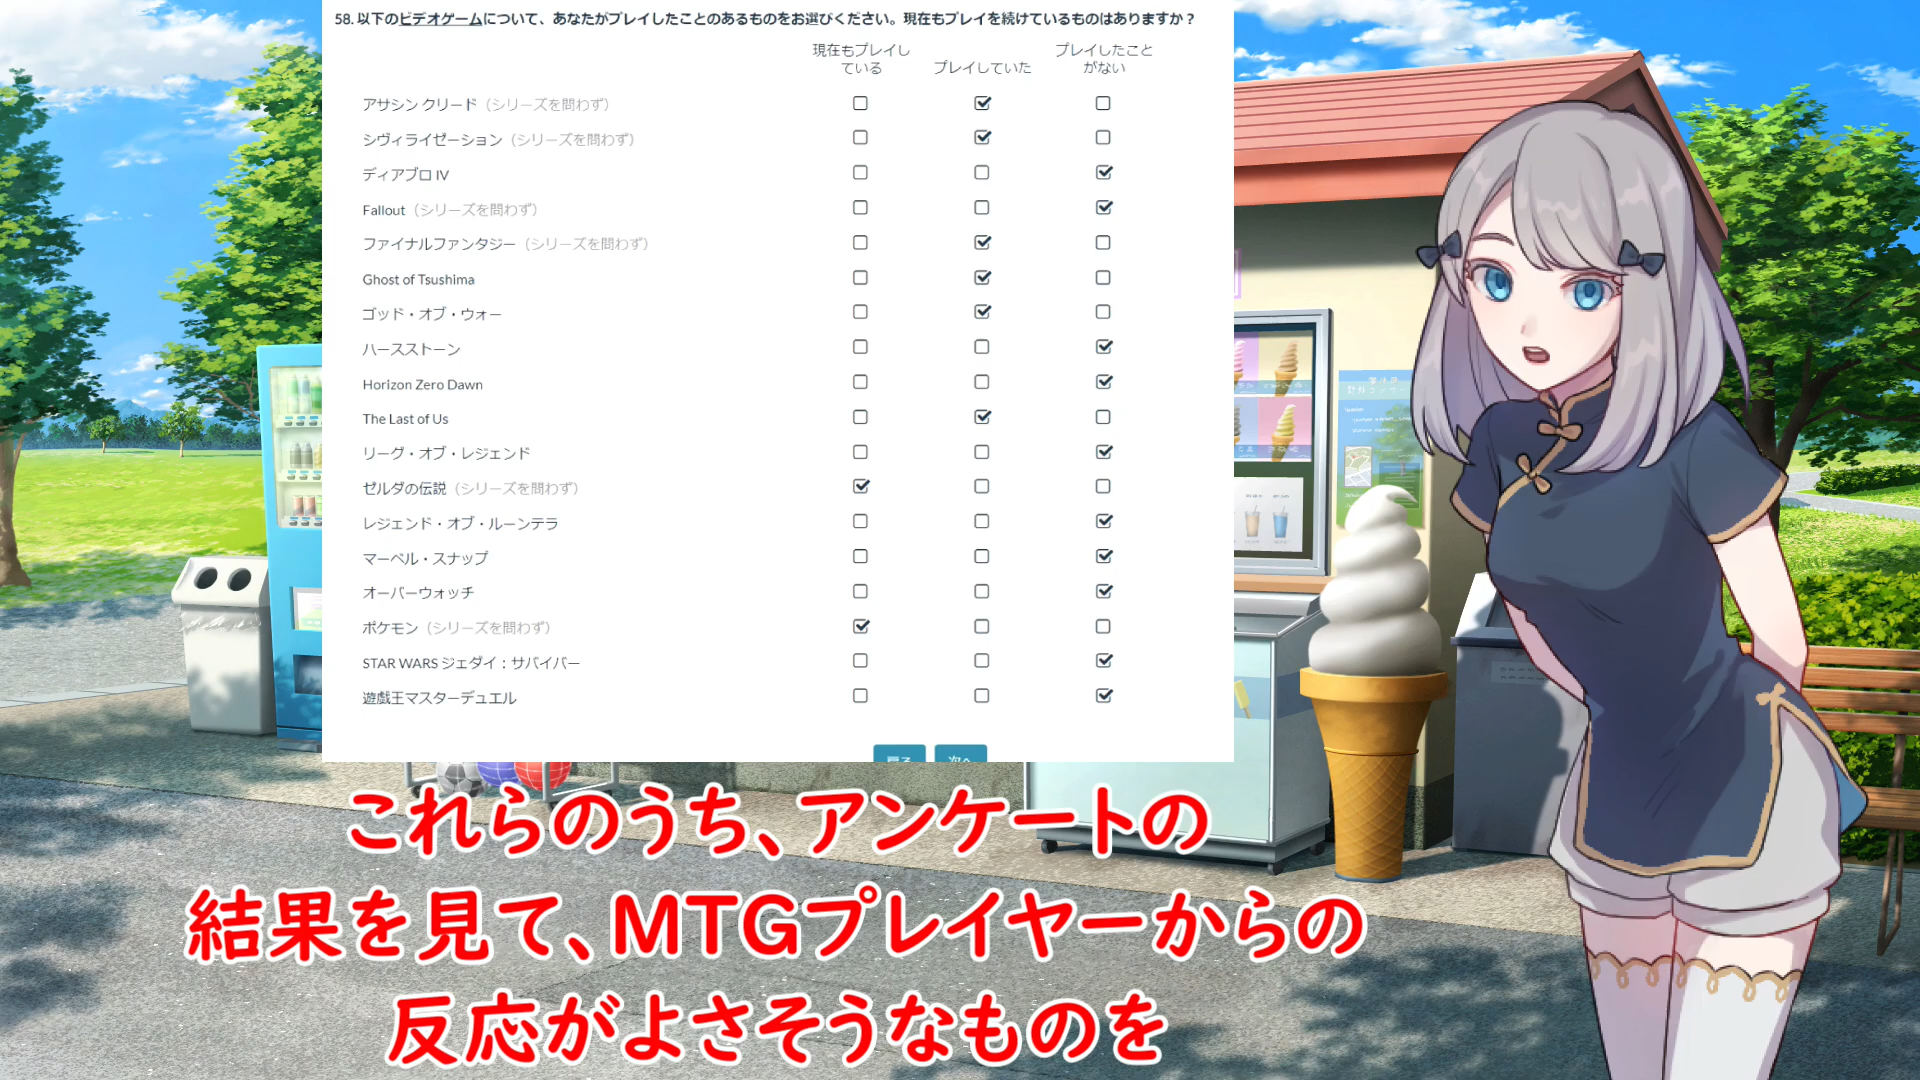 58. 以下のビデオゲームについて、あなたがプレイしたことのあるものをお選びください。現在もプレイを続けているものはありますか？
現在もプレイし
ている
プレイしていた
プレイしたこと
がない
アサシン クリード（シリーズを問わず）
シヴィライゼーション（シリーズを問わず）
ディアブロ IV
Fallout（シリーズを問わず）
ファイナルファンタジー（シリーズを問わず）
Ghost of Tsushima
ゴッド・オブ・ウォー
ハースストーン
Horizon Zero Dawn
The Last of Us
リーグ・オブ・レジェンド
ゼルダの伝説（シリーズを問わず）
レジェンド・オブ・ルーンテラ
マーベル・スナップ
オーバーウォッチ
ポケモン（シリーズを問わず）
STAR WARS ジェダイ：サバイバー
遊戯王マスターデュエル
戻る 次へ
これらのうち、アンケートの
結果を見て、MTGプレイヤーからの
反応がよさそうなものを